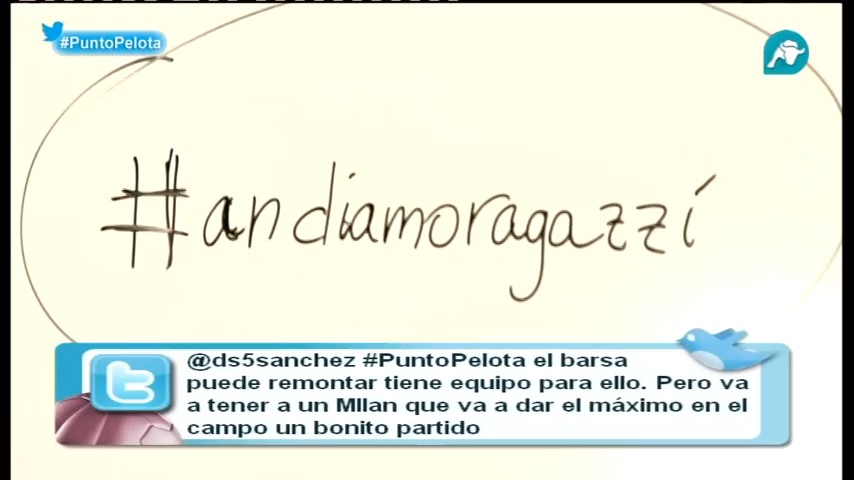 #PuntoPelota
#andiamoragazzi
@ds5sanchez #PuntoPelota el barsa
puede remontar tiene equipo para ello. Pero va
a tener a un MIlan que va a dar el máximo en el
campo un bonito partido